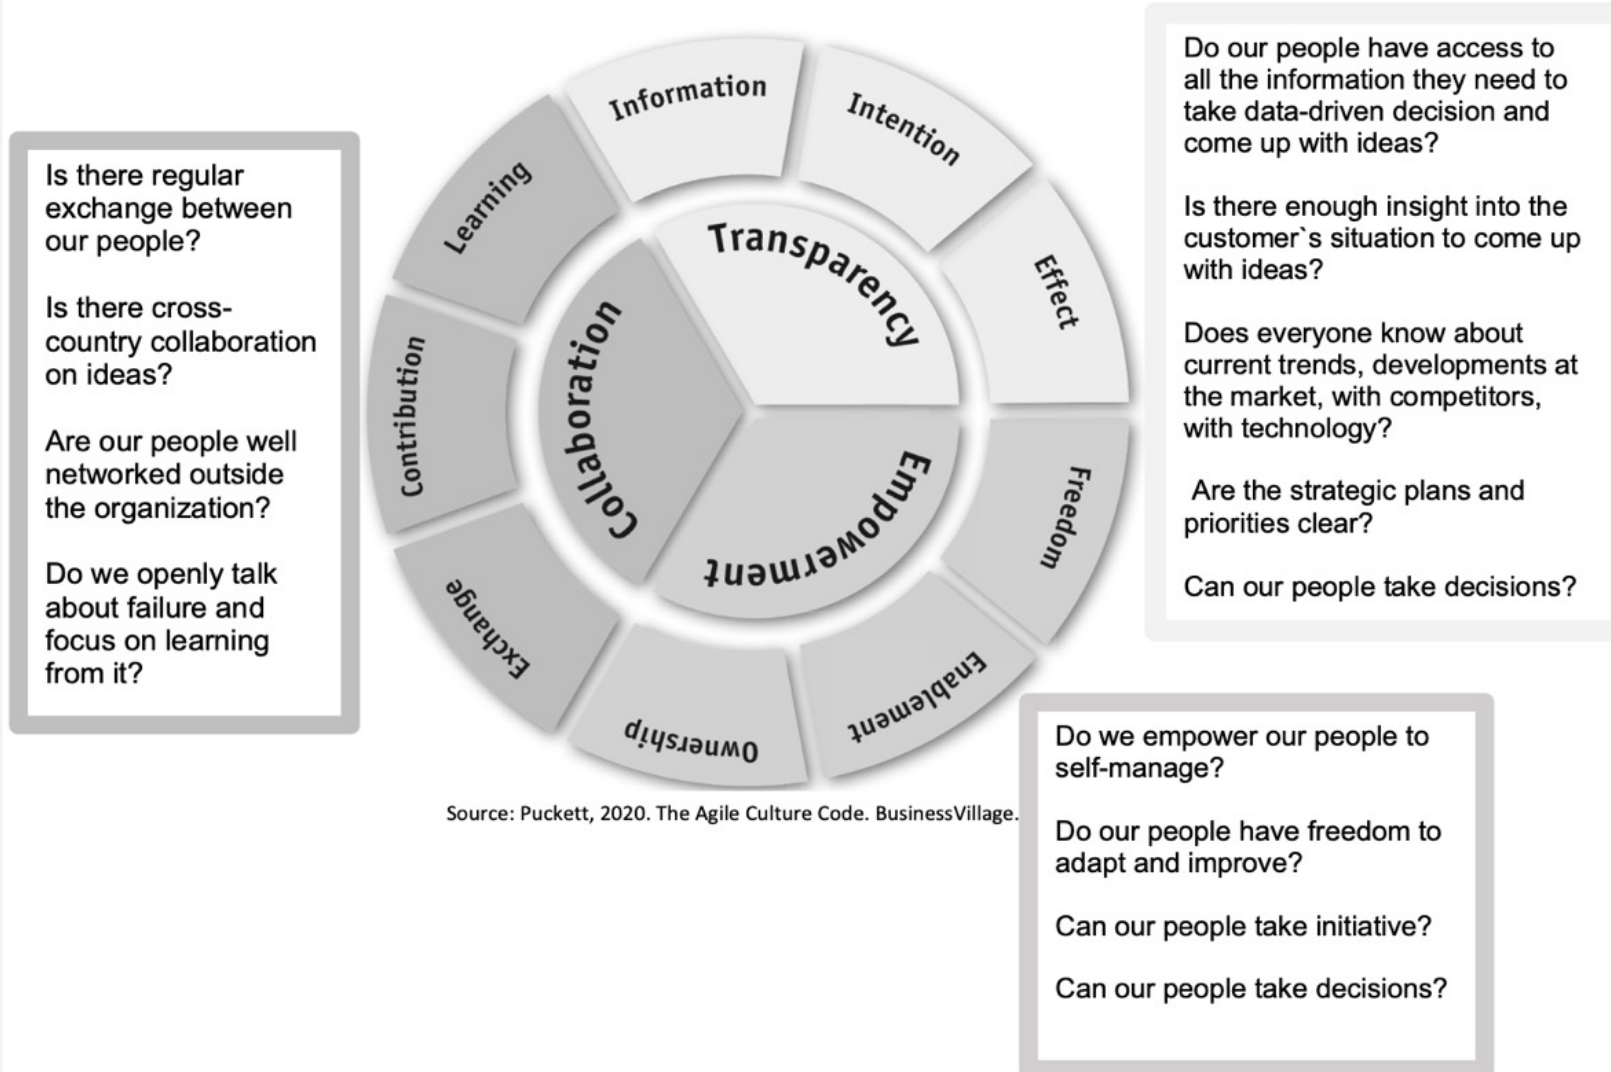 Is there regular
exchange between
our people?
Is there cross-
country collaboration
on ideas?
Are our people well
networked outside
the organization?
Do we openly talk
about failure and
focus on learning
from it?
Information
Intention
Effect
Freedom
Enablement
Ownership
Exchange
Contribution
Learning
Transparency
Empowerment
Collaboration
Source: Puckett, 2020. The Agile Culture Code. BusinessVillage.
Do our people have access to
all the information they need to
take data-driven decision and
come up with ideas?
Is there enough insight into the
customer`s situation to come up
with ideas?
Does everyone know about
current trends, developments at
the market, with competitors,
with technology?
Are the strategic plans and
priorities clear?
Can our people take decisions?
Do we empower our people to
self-manage?
Do our people have freedom to
adapt and improve?
Can our people take initiative?
Can our people take decisions?